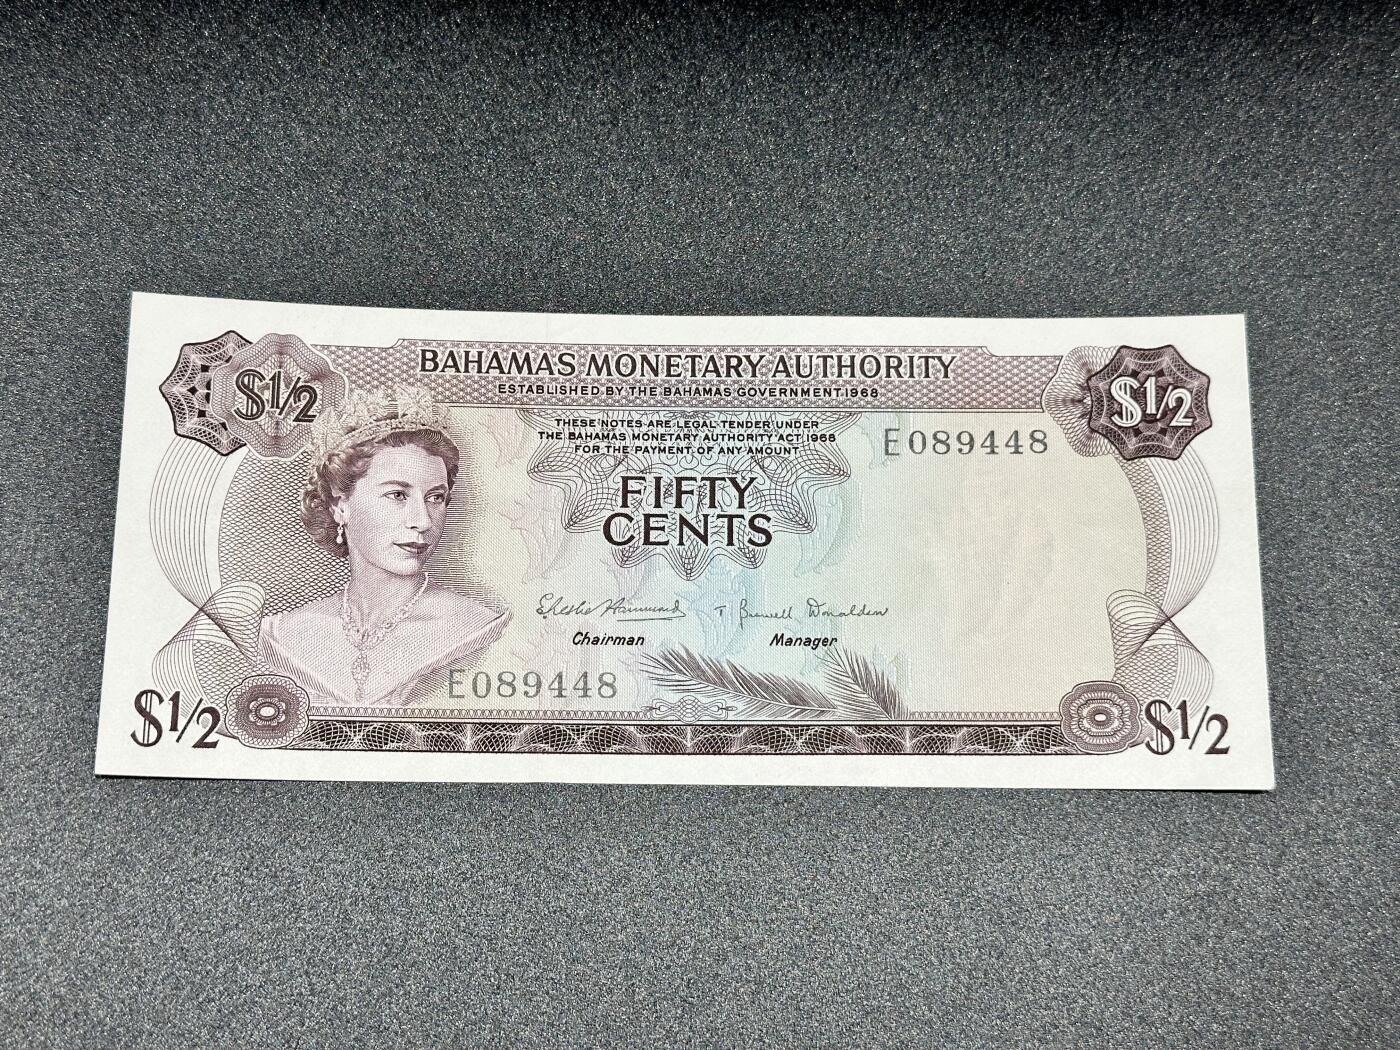 BAHAMAS MONETARY AUTHORITY
ESTABLISHED BY THE BAHAMAS GOVERNMENT 1968
$1/2
$1/2
THESE NOTES ARE LEGAL TENDER UNDER
THE BAHAMAS MONETARY AUTHORITY ACT 1968
FOR THE PAYMENT OF ANY AMOUNT
E089448
FIFTY
CENTS
T Donaldson
Chairman
Manager
E089448
$1/2
$1/2